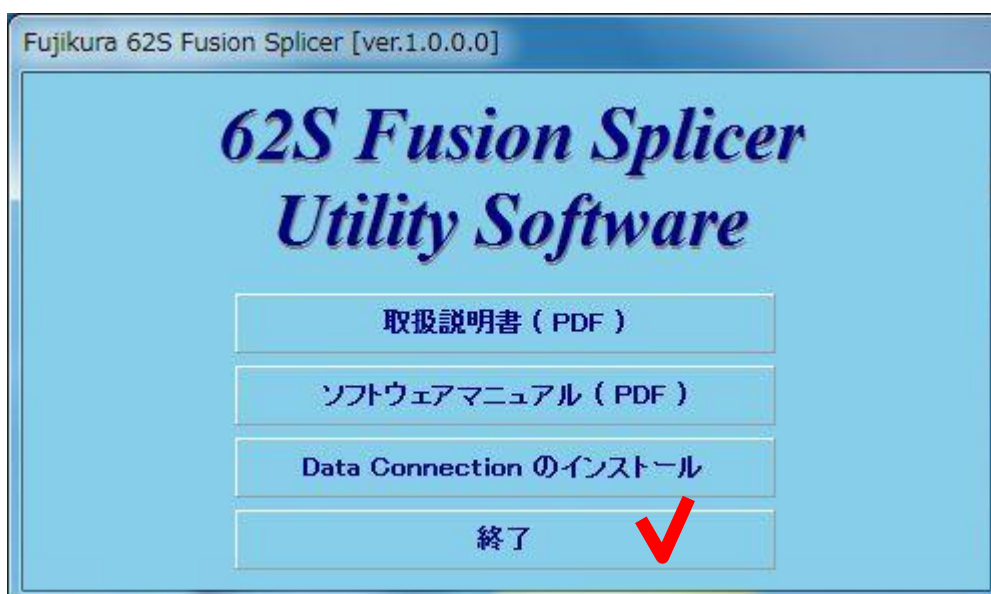 Fujikura 62S Fusion Splicer [ver.1.0.0.0]
62S Fusion Splicer
Utility Software
取扱説明書 ( PDF )
ソフトウェアマニュアル ( PDF )
Data Connection のインストール
終了